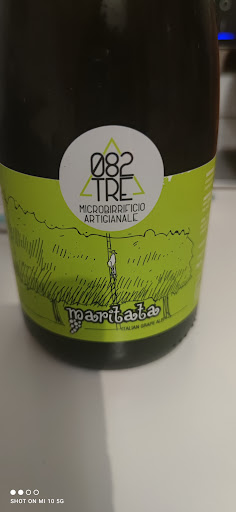 082
TRE
MICROBIRRIFICIO
ARTIGIANALE
maritata
ITALIAN GRAPE ALE
SHOT ON MI 10 5G